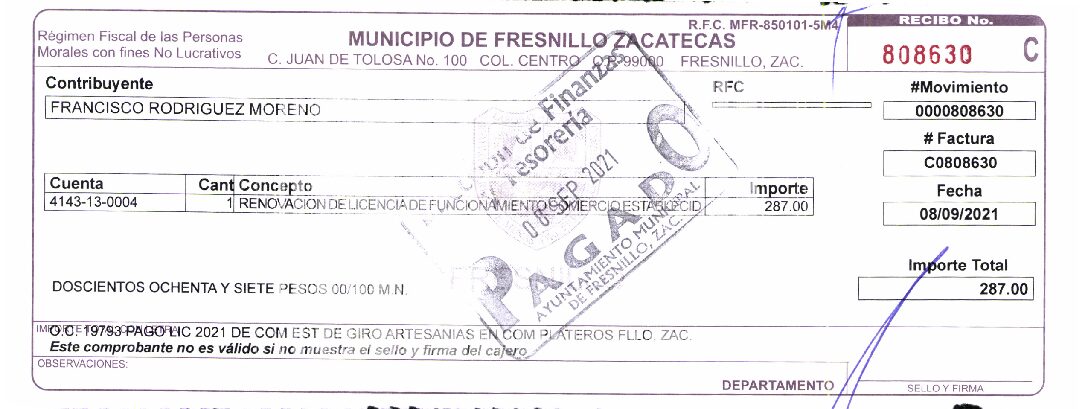 R.F.C. MFR-850101-5M4
RECIBO No.
Régimen Fiscal de las Personas
Morales con fines No Lucrativos
MUNICIPIO DE FRESNILLO ZACATECAS
C. JUAN DE TOLOSA No. 100 COL. CENTRO C.P. 99000 FRESNILLO, ZAC.
808630 C
Contribuyente
RFC
#Movimiento
FRANCISCO RODRIGUEZ MORENO
0000808630
# Factura
C0808630
Cuenta Cant Concepto Importe
4143-13-0004 1 RENOVACION DE LICENCIA DE FUNCIONAMIENTO COMERCIO ESTABLECID 287.00
Fecha
08/09/2021
de Finanzas
Tesorería
08 SEP 2021
PAGADO
AYUNTAMIENTO MUNICIPAL
DE FRESNILLO, ZAC.
Importe Total
DOSCIENTOS OCHENTA Y SIETE PESOS 00/100 M.N.
287.00
O.C. 19793 PAGO LIC 2021 DE COM EST DE GIRO ARTESANIAS EN COM PLATEROS FLLO, ZAC.
Este comprobante no es válido si no muestra el sello y firma del cajero
OBSERVACIONES:
DEPARTAMENTO
SELLO Y FIRMA